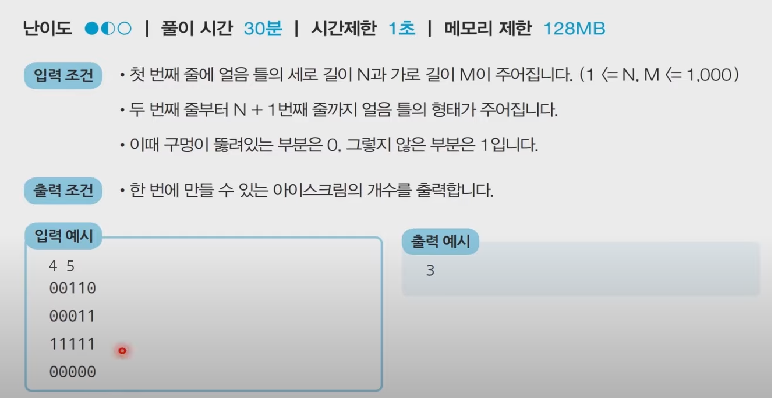 난이도 | 풀이 시간 30분 | 시간제한 1초 | 메모리 제한 128MB
입력 조건 • 첫 번째 줄에 얼음 틀의 세로 길이 N과 가로 길이 M이 주어집니다. (1 <= N, M <= 1,000)
• 두 번째 줄부터 N + 1번째 줄까지 얼음 틀의 형태가 주어집니다.
• 이때 구멍이 뚫려있는 부분은 0, 그렇지 않은 부분은 1입니다.
출력 조건 • 한 번에 만들 수 있는 아이스크림의 개수를 출력합니다.
입력 예시
4 5
00110
00011
11111
00000
출력 예시
3